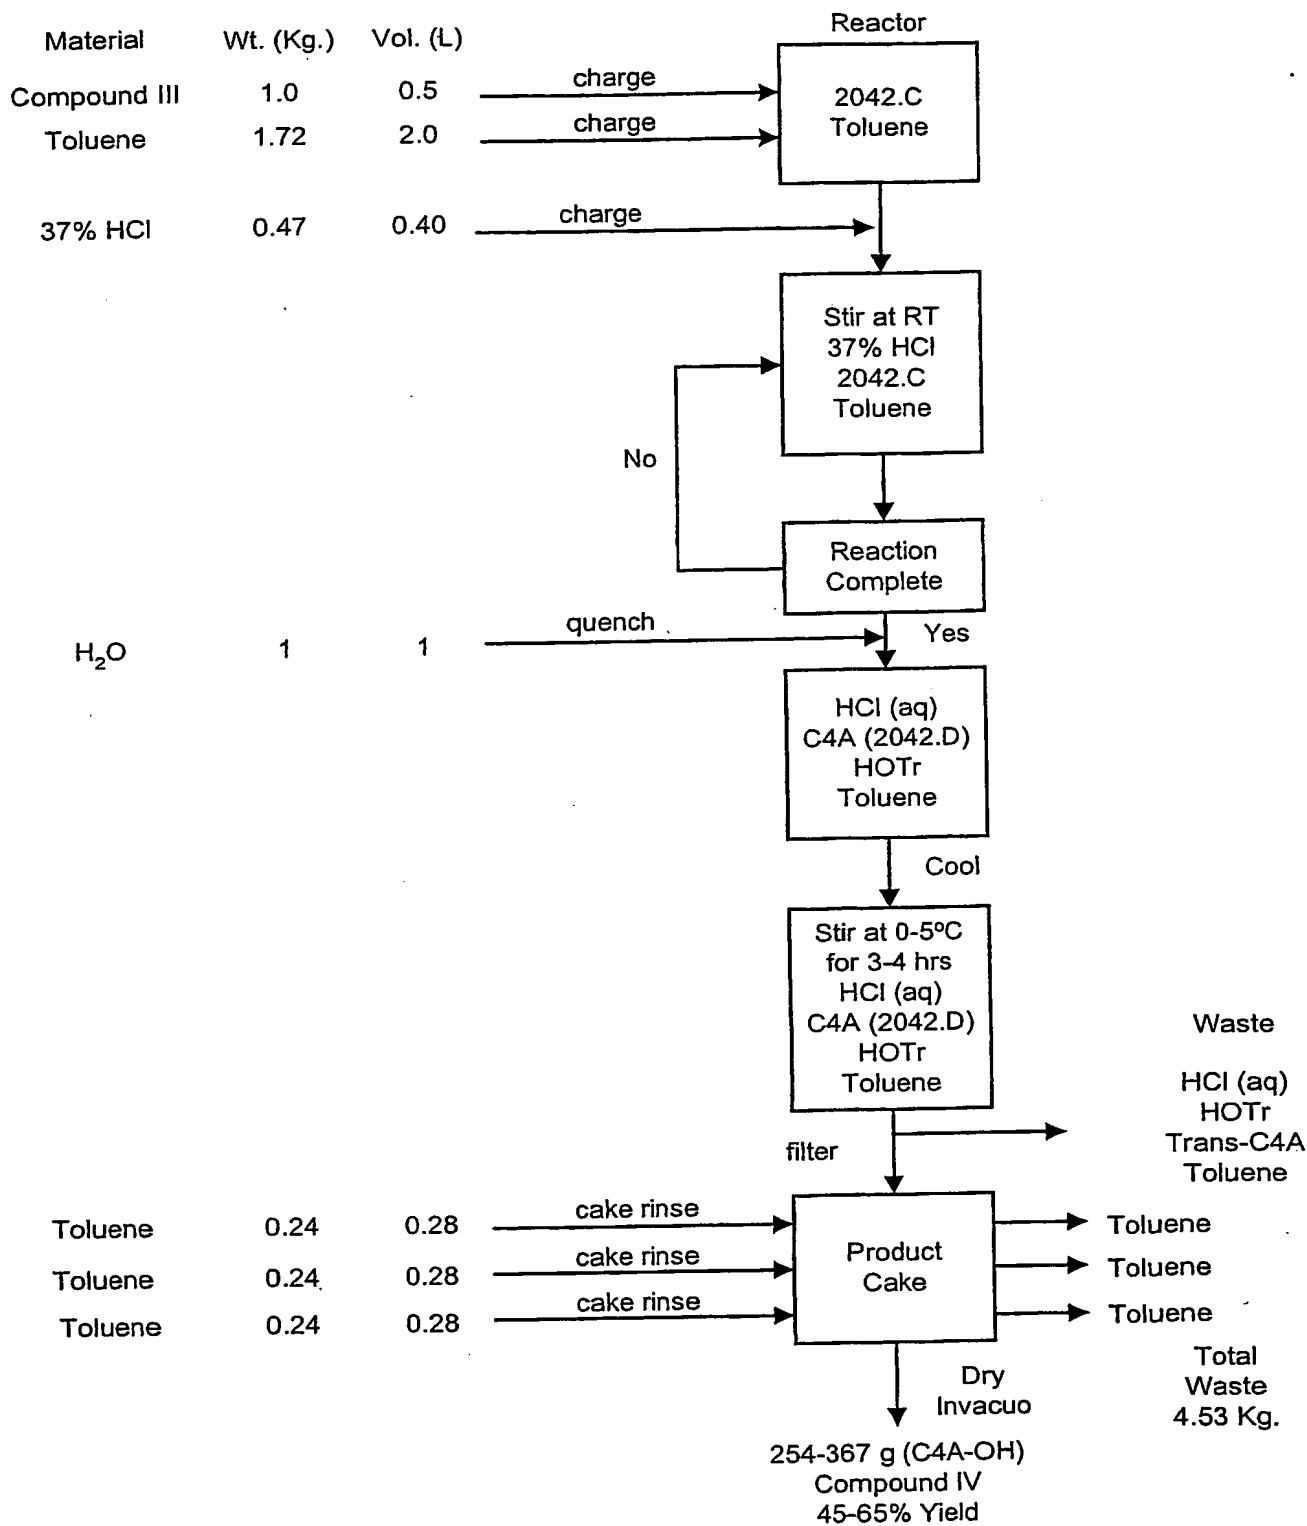 Reactor
Material Wt. (Kg.) Vol. (L)
Compound III 1.0 0.5 charge
Toluene 1.72 2.0 charge
2042.C
Toluene
37% HCl 0.47 0.40 charge
Stir at RT
37% HCl
2042.C
Toluene
No
Reaction
Complete
H₂O 1 1 quench Yes
HCl (aq)
C4A (2042.D)
HOTr
Toluene
Cool
Stir at 0-5ºC
for 3-4 hrs
HCl (aq)
C4A (2042.D)
HOTr
Toluene
Waste
HCl (aq)
HOTr
Trans-C4A
Toluene
filter
Toluene 0.24 0.28 cake rinse
Toluene 0.24 0.28 cake rinse
Toluene 0.24 0.28 cake rinse
Product
Cake
Toluene
Toluene
Toluene
Total
Waste
4.53 Kg.
Dry
Invacuo
254-367 g (C4A-OH)
Compound IV
45-65% Yield